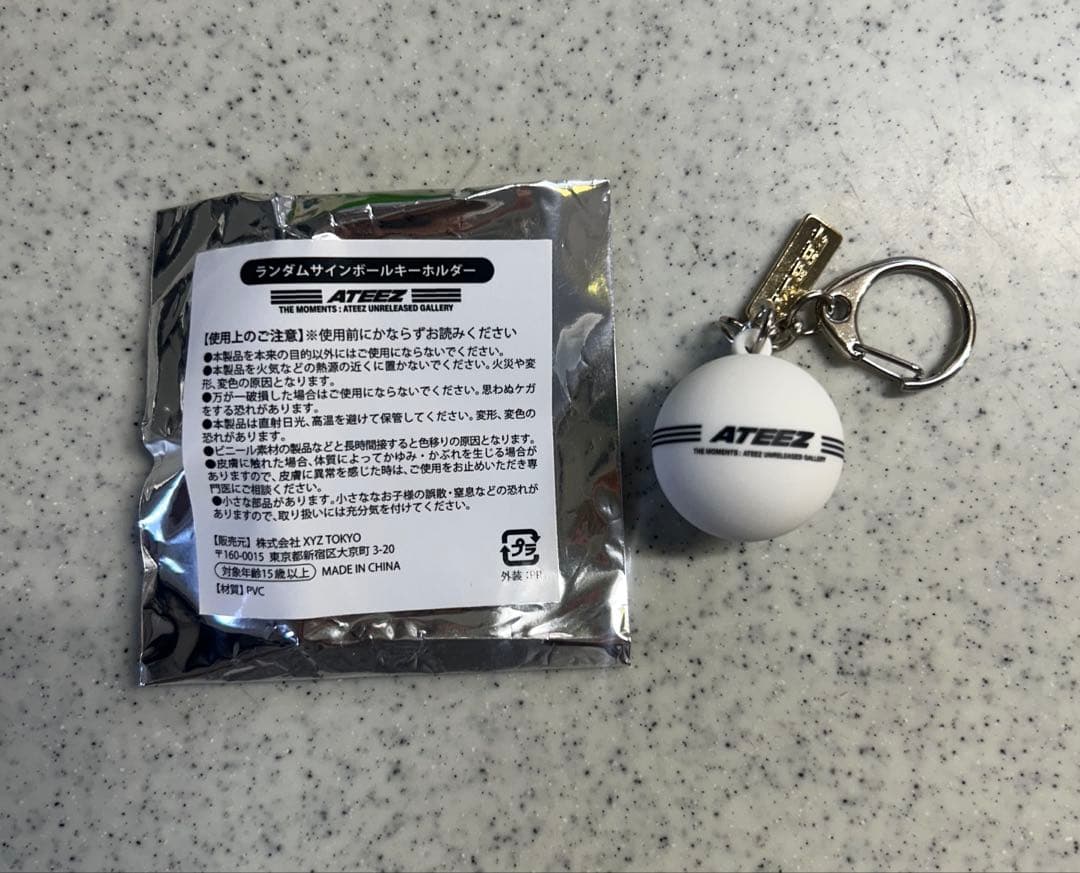 ランダムサインボールキーホルダー
ATEEZ
THE MOMENTS : ATEEZ UNRELEASED GALLERY
【使用上のご注意】※使用前にかならずお読みください
●本製品を本来の目的以外にはご使用にならないでください。
●本製品を火気などの熱源の近くに置かないでください。火災や変
形、変色の原因となります。
●万が一破損した場合はご使用にならないでください。思わぬケガ
をする恐れがあります。
●本製品は直射日光、高温を避けて保管してください。変形、変色の
恐れがあります。
●ビニール素材の製品などと長時間接すると色移りの原因となります。
●皮膚に触れた場合、体質によってかゆみ・かぶれを生じる場合が
ありますので、皮膚に異常を感じた時は、ご使用をお止めいただき専
門医にご相談ください。
●小さな部品があります。小さななお子様の誤飲・窒息などの恐れが
ありますので、取り扱いには充分気を付けてください。
【販売元】株式会社 XYZ TOKYO
〒160-0015 東京都新宿区大京町 3-20
対象年齢15歳以上 MADE IN CHINA
【材質】PVC
プラ
外装:PP
ATEEZ
THE MOMENTS : ATEEZ UNRELEASED GALLERY